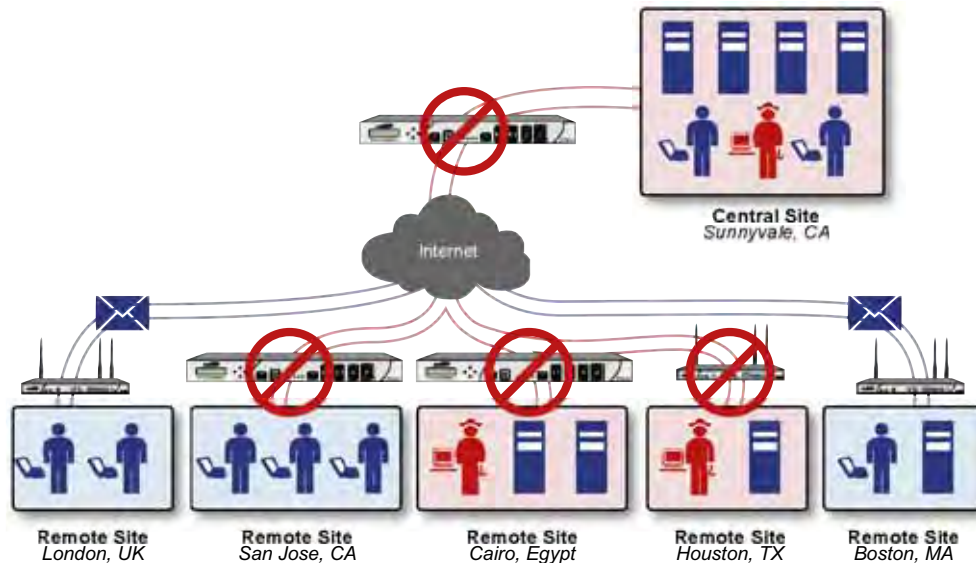 Central Site
Sunnyvale, CA
Internet
Remote Site
London, UK
Remote Site
San Jose, CA
Remote Site
Cairo, Egypt
Remote Site
Houston, TX
Remote Site
Boston, MA